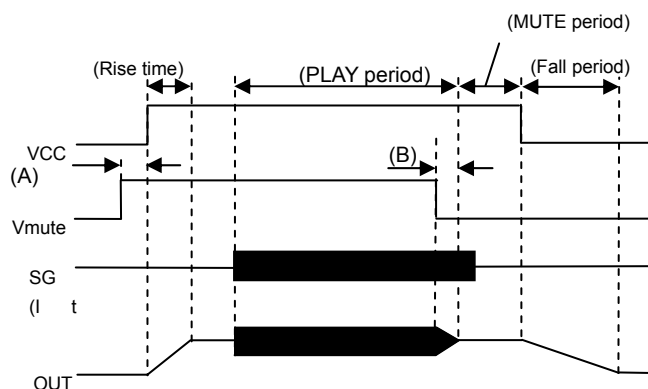 (MUTE period)
(Rise time)
(PLAY period)
(Fall period)
VCC
(A)
(B)
Vmute
SG
(I t
OUT